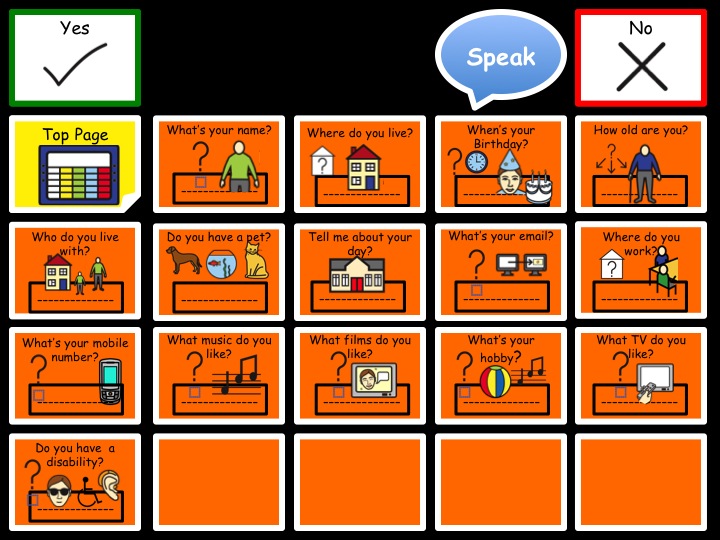 Yes
Speak
No
Top Page
What's your name?
Where do you live?
When's your
Birthday?
How old are you?
Who do you live
with?
Do you have a pet?
Tell me about your
day?
What's your email?
Where do you
work?
What's your mobile
number?
What music do you
like?
What films do you
like?
What's your
hobby?
What TV do you
like?
Do you have a
disability?